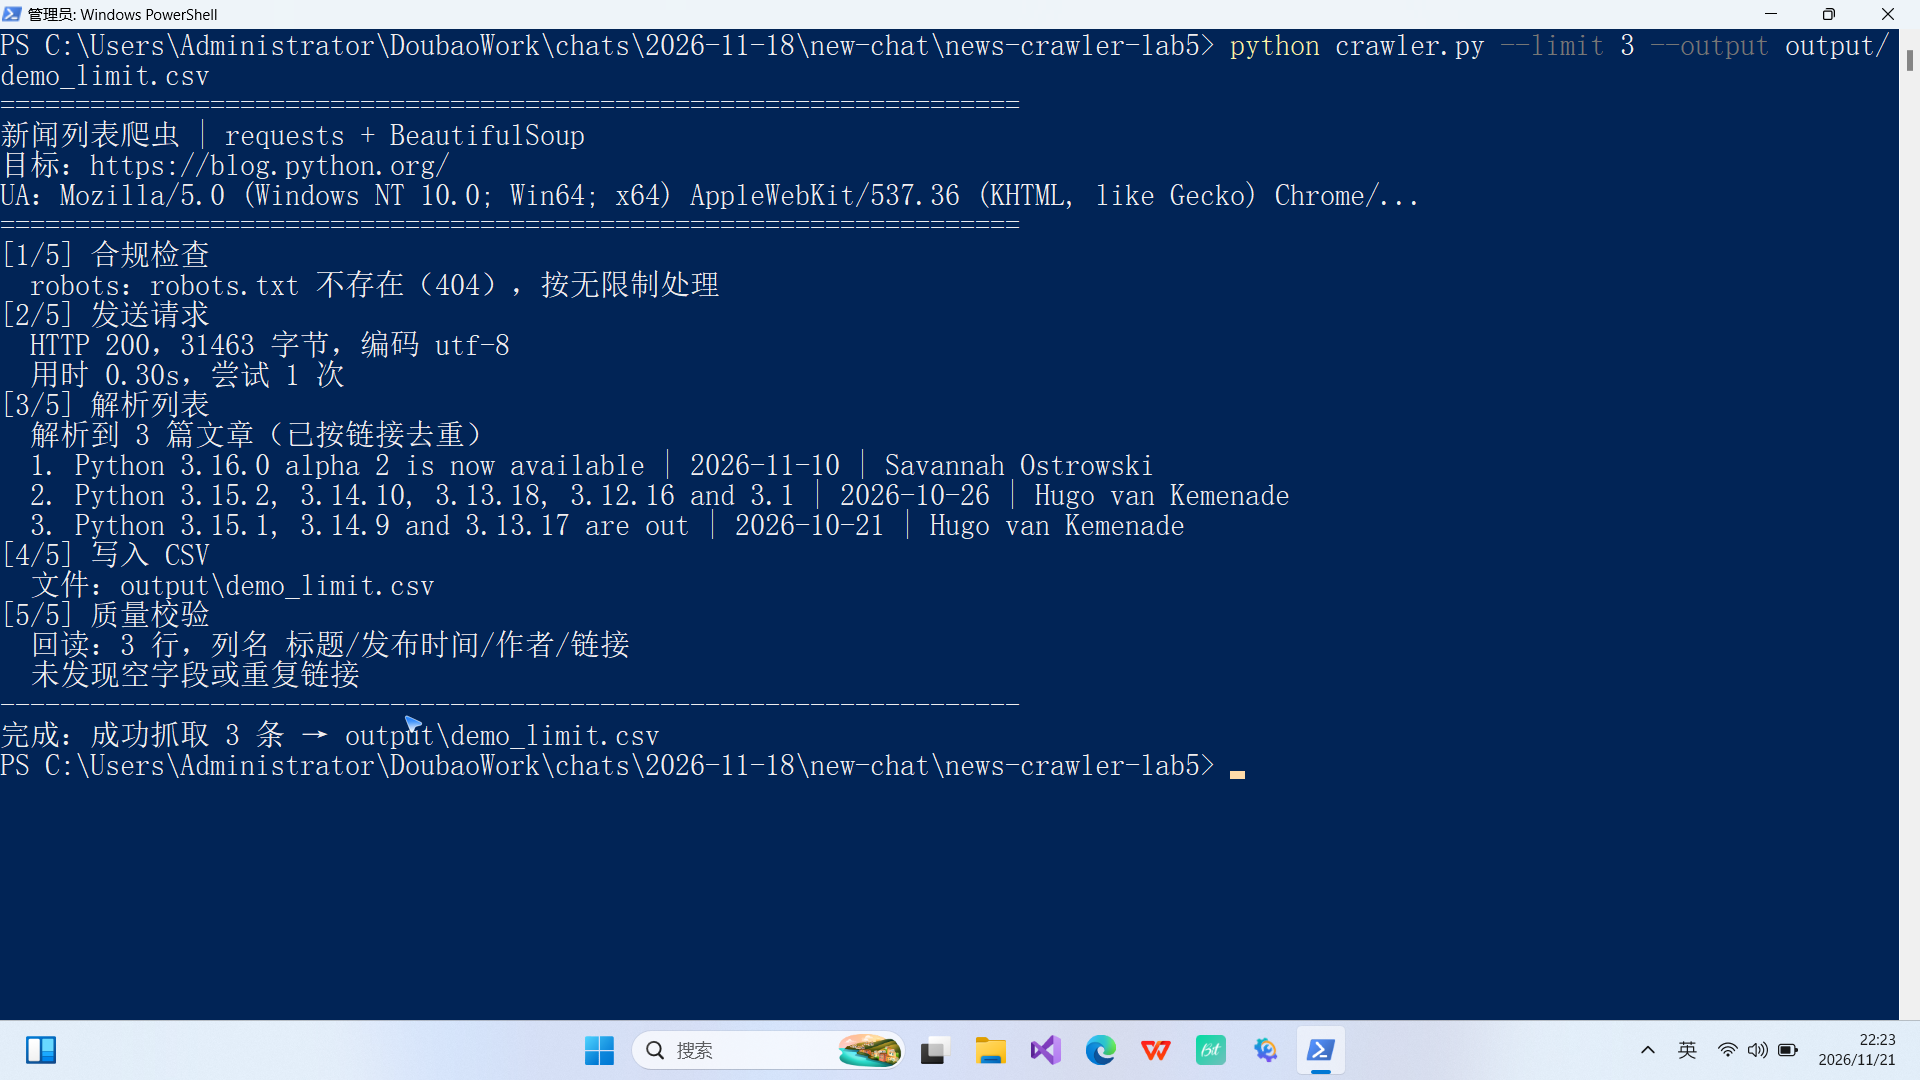 管理员: Windows PowerShell
PS C:\Users\Administrator\DoubaoWork\chats\2026-11-18\new-chat\news-crawler-lab5> python crawler.py --limit 3 --output output/
demo_limit.csv
====================================================================
新闻列表爬虫 | requests + BeautifulSoup
目标：https://blog.python.org/
UA：Mozilla/5.0 (Windows NT 10.0; Win64; x64) AppleWebKit/537.36 (KHTML, like Gecko) Chrome/...
====================================================================
[1/5] 合规检查
  robots：robots.txt 不存在（404），按无限制处理
[2/5] 发送请求
  HTTP 200，31463 字节，编码 utf-8
  用时 0.30s，尝试 1 次
[3/5] 解析列表
  解析到 3 篇文章（已按链接去重）
  1. Python 3.16.0 alpha 2 is now available | 2026-11-10 | Savannah Ostrowski
  2. Python 3.15.2, 3.14.10, 3.13.18, 3.12.16 and 3.1 | 2026-10-26 | Hugo van Kemenade
  3. Python 3.15.1, 3.14.9 and 3.13.17 are out | 2026-10-21 | Hugo van Kemenade
[4/5] 写入 CSV
  文件：output\demo_limit.csv
[5/5] 质量校验
  回读：3 行，列名 标题/发布时间/作者/链接
  未发现空字段或重复链接
--------------------------------------------------------------------
完成：成功抓取 3 条 → output\demo_limit.csv
PS C:\Users\Administrator\DoubaoWork\chats\2026-11-18\new-chat\news-crawler-lab5>
搜索
Bit
英
22:23
2026/11/21